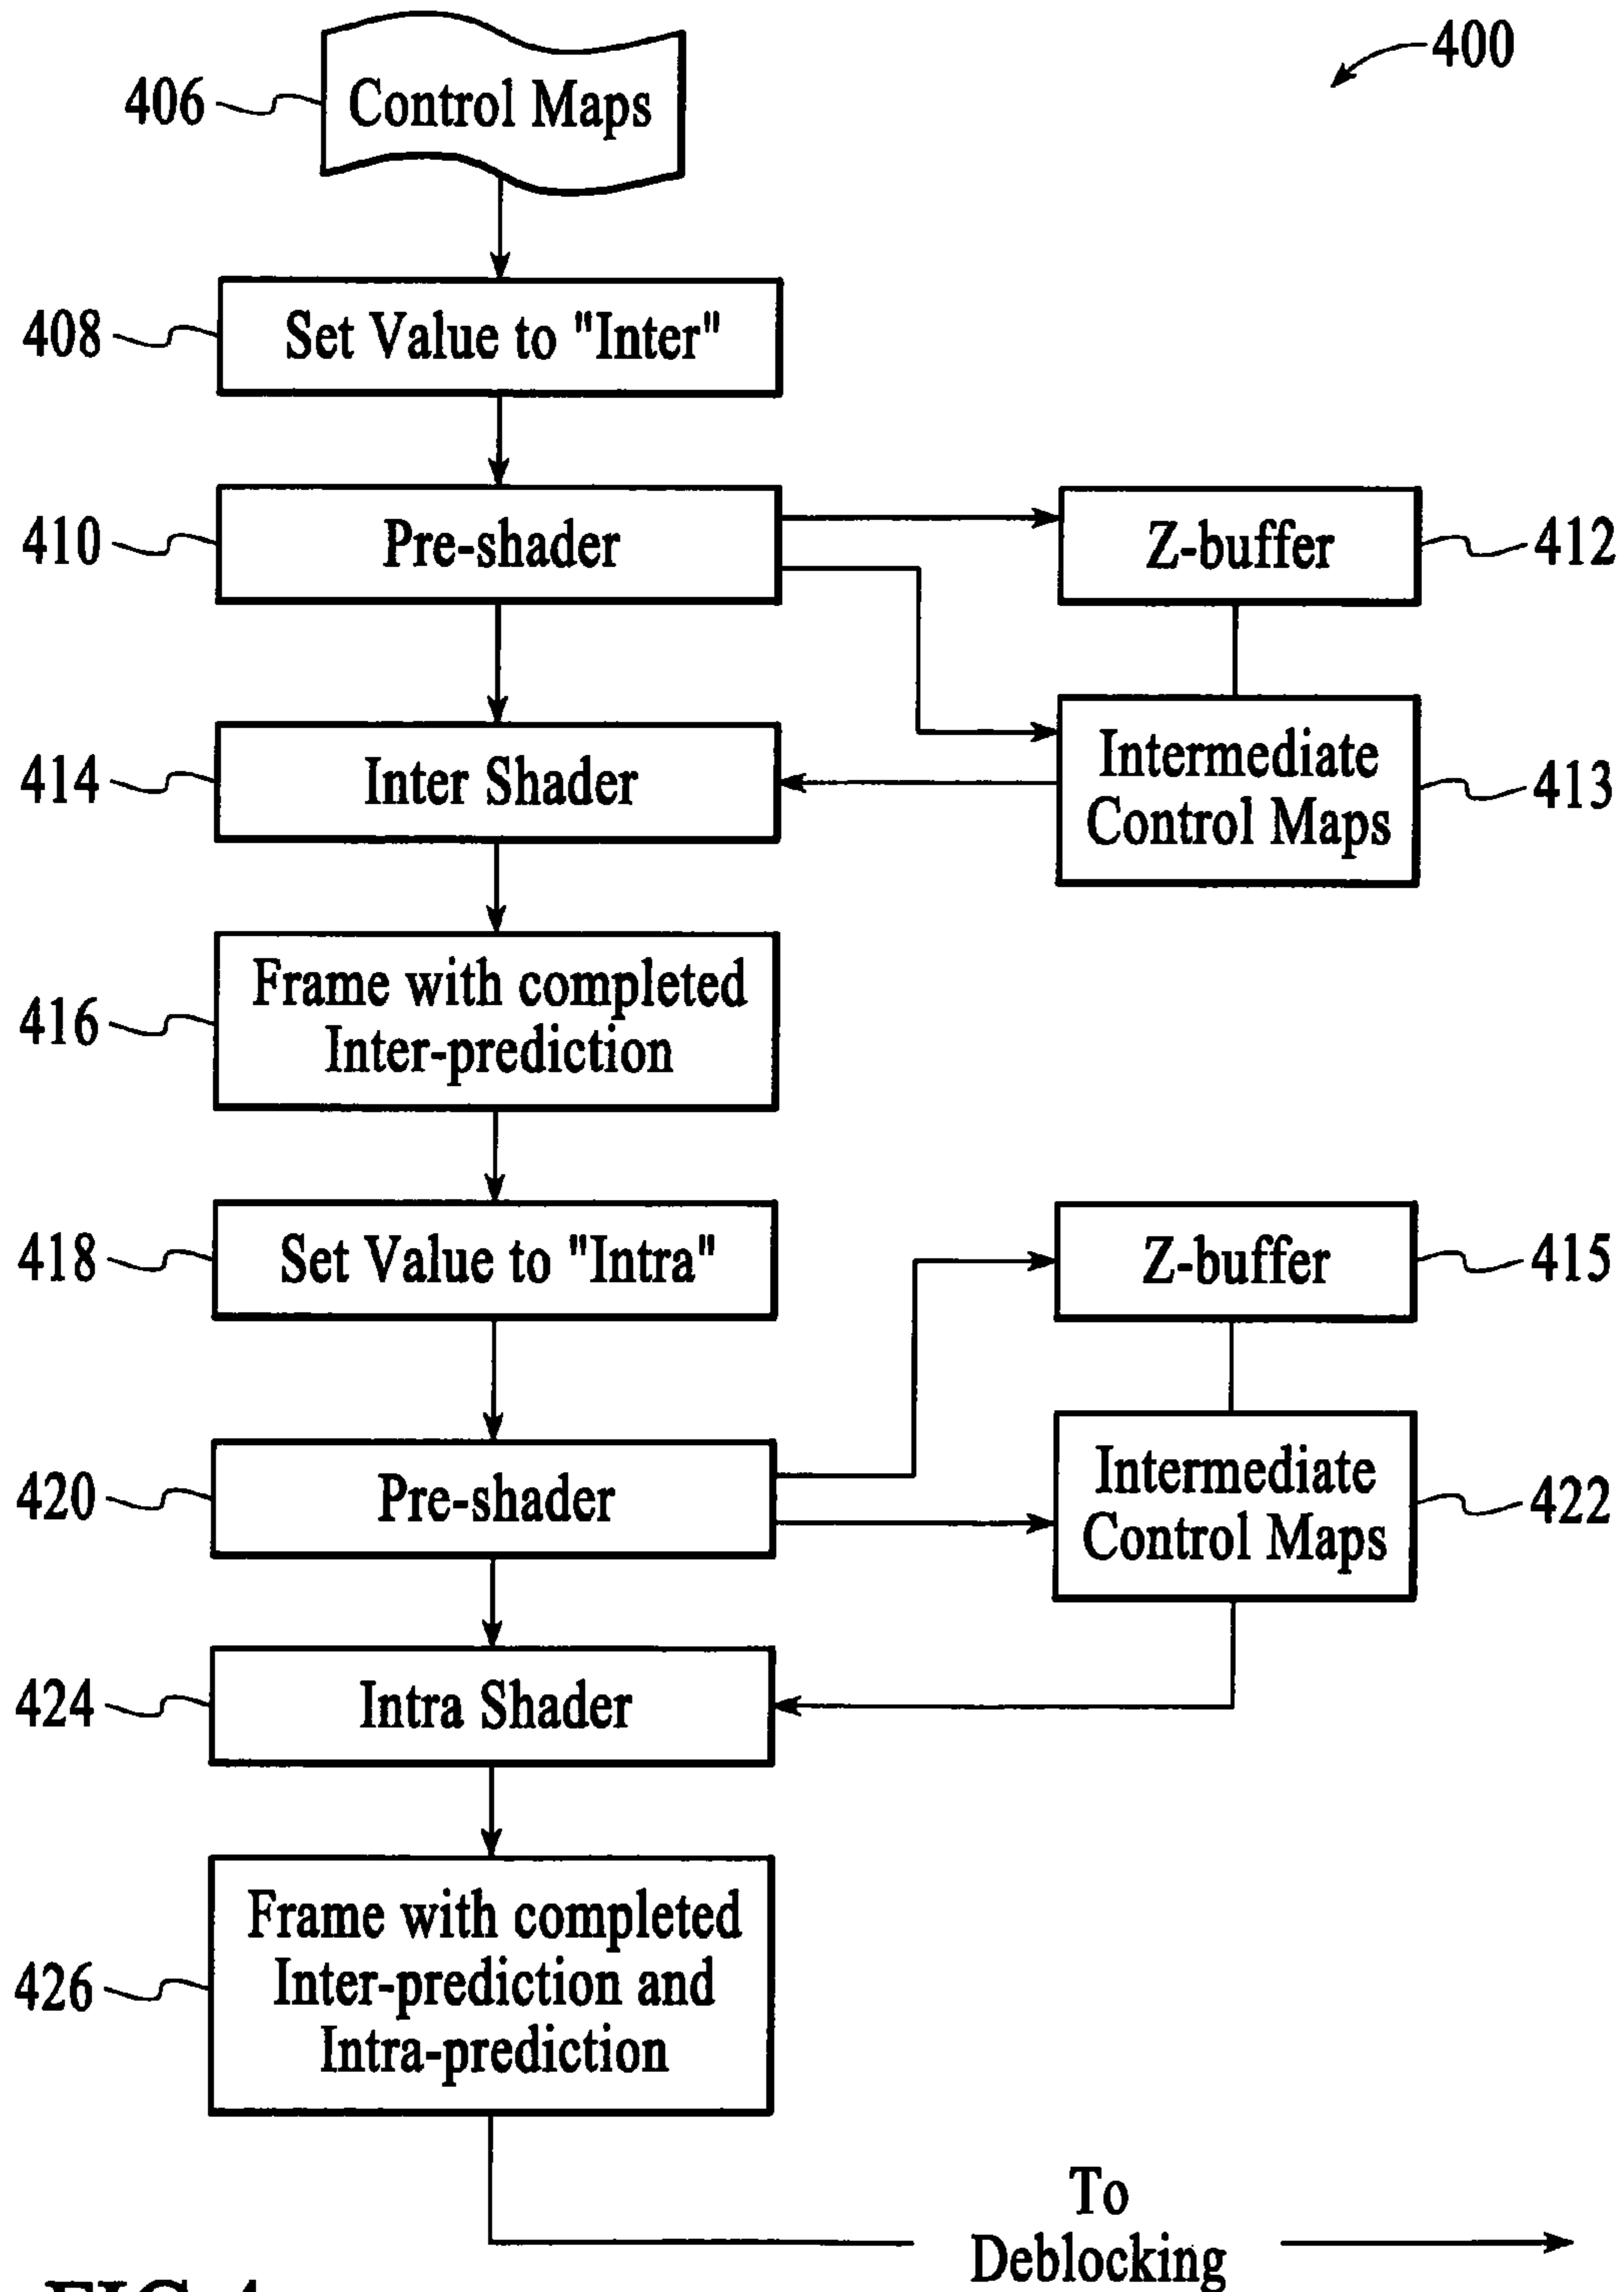 400
406
Control Maps
408
Set Value to "Inter"
410
Pre-shader
Z-buffer
412
414
Inter Shader
Intermediate
Control Maps
413
416
Frame with completed
Inter-prediction
418
Set Value to "Intra"
Z-buffer
415
420
Pre-shader
Intermediate
Control Maps
422
424
Intra Shader
426
Frame with completed
Inter-prediction and
Intra-prediction
To
Deblocking